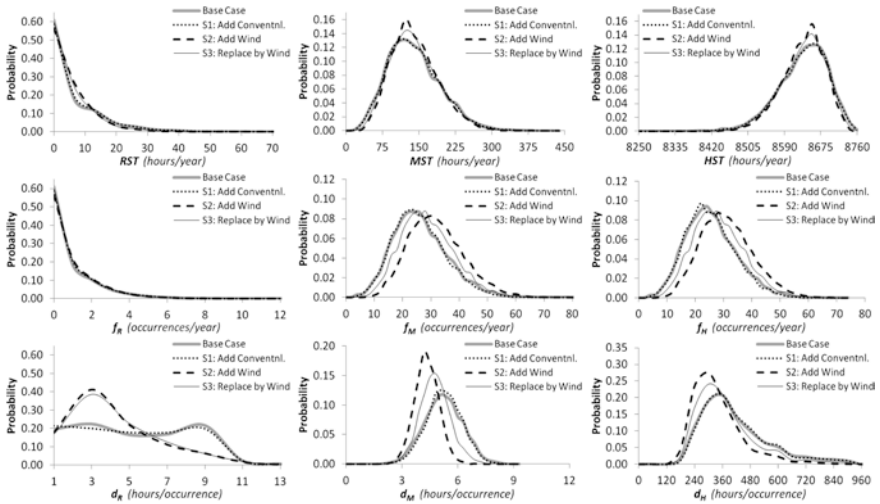 Probability
0.60
0.50
0.40
0.30
0.20
0.10
0.00
0 10 20 30 40 50 60 70
RST (hours/year)
Base Case
S1: Add Conventnl.
S2: Add Wind
S3: Replace by Wind
Probability
0.16
0.14
0.12
0.10
0.08
0.06
0.04
0.02
0.00
0 75 150 225 300 375 450
MST (hours/year)
Base Case
S1: Add Conventnl.
S2: Add Wind
S3: Replace by Wind
Probability
0.16
0.14
0.12
0.10
0.08
0.06
0.04
0.02
0.00
8250 8335 8420 8505 8590 8675 8760
HST (hours/year)
Base Case
S1: Add Conventnl.
S2: Add Wind
S3: Replace by Wind
Probability
0.60
0.50
0.40
0.30
0.20
0.10
0.00
0 2 4 6 8 10 12
fR (occurrences/year)
Base Case
S1: Add Conventnl.
S2: Add Wind
S3: Replace by Wind
Probability
0.10
0.08
0.06
0.04
0.02
0.00
0 10 20 30 40 50 60 70 80
fM (occurrences/year)
Base Case
S1: Add Conventnl.
S2: Add Wind
S3: Replace by Wind
Probability
0.10
0.08
0.06
0.04
0.02
0.00
0 20 40 60 80
fH (occurrences/year)
Base Case
S1: Add Conventnl.
S2: Add Wind
S3: Replace by Wind
Probability
0.60
0.50
0.40
0.30
0.20
0.10
0.00
1 3 5 7 9 11 13
dR (hours/occurrence)
Base Case
S1: Add Conventnl.
S2: Add Wind
S3: Replace by Wind
Probability
0.20
0.15
0.10
0.05
0.00
0 3 6 9 12
dM (hours/occurrence)
Base Case
S1: Add Conventnl.
S2: Add Wind
S3: Replace by Wind
Probability
0.35
0.30
0.25
0.20
0.15
0.10
0.05
0.00
0 120 240 360 480 600 720 840 960
dH (hours/occurrence)
Base Case
S1: Add Conventnl.
S2: Add Wind
S3: Replace by Wind